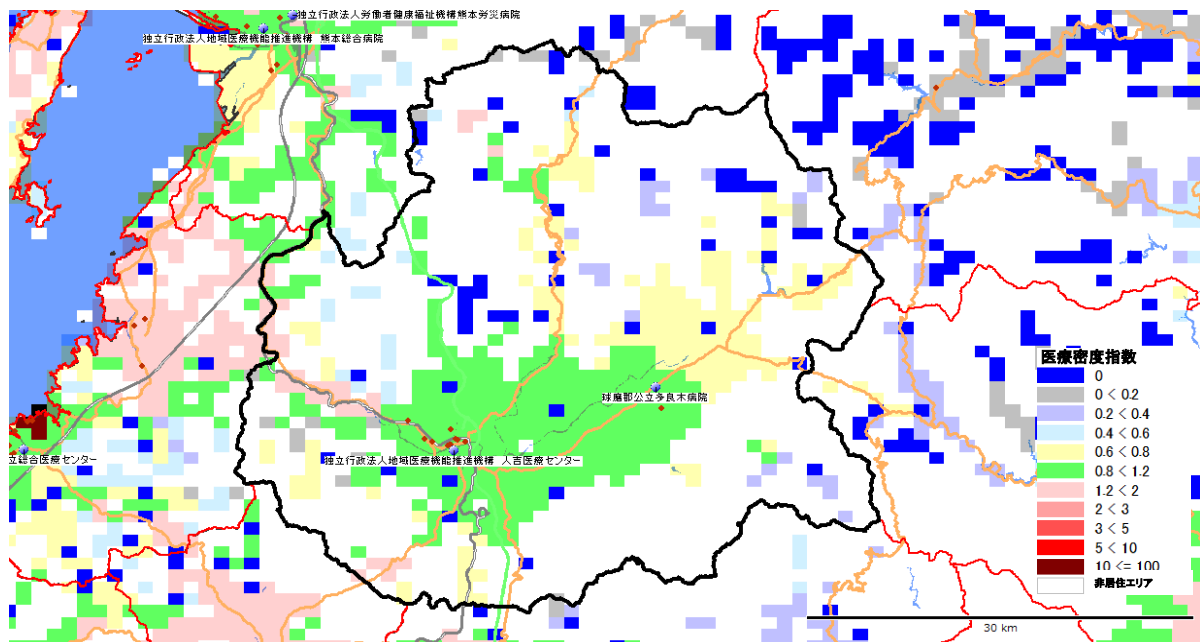 独立行政法人労働者健康福祉機構熊本労災病院
独立行政法人地域医療機能推進機構 熊本総合病院
球磨郡公立多良木病院
立総合医療センター
独立行政法人地域医療機能推進機構 人吉医療センター
医療密度指数
0
0 < 0.2
0.2 < 0.4
0.4 < 0.6
0.6 < 0.8
0.8 < 1.2
1.2 < 2
2 < 3
3 < 5
5 < 10
10 <= 100
非居住エリア
30 km